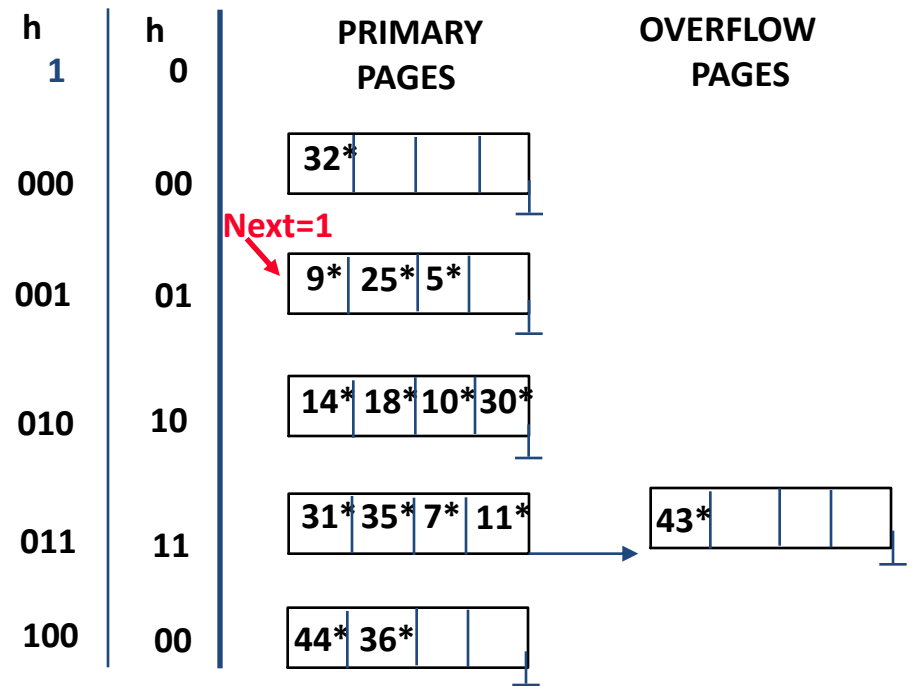 h h PRIMARY OVERFLOW
1 0 PAGES PAGES
32*
000 00
Next=1
9* 25* 5*
001 01
14* 18* 10* 30*
010 10
31* 35* 7* 11* 43*
011 11
100 00 44* 36*